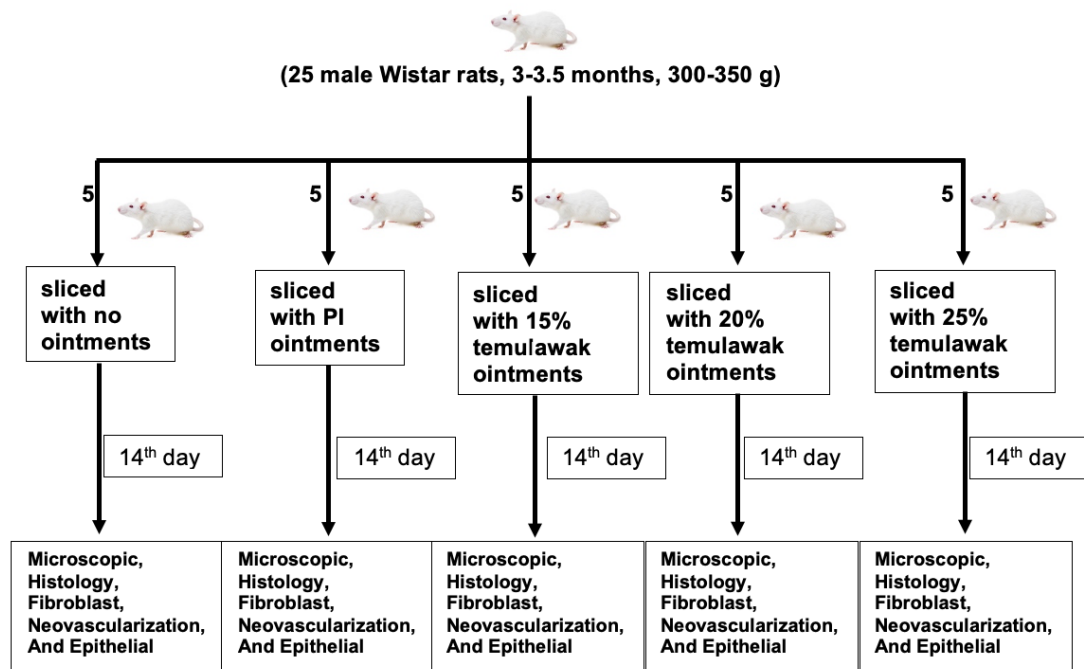 (25 male Wistar rats, 3-3.5 months, 300-350 g)
5
5
5
5
5
sliced
with no
ointments
sliced
with PI
ointments
sliced
with 15%
temulawak
ointments
sliced
with 20%
temulawak
ointments
sliced
with 25%
temulawak
ointments
14th day
14th day
14th day
14th day
14th day
Microscopic,
Histology,
Fibroblast,
Neovascularization,
And Epithelial
Microscopic,
Histology,
Fibroblast,
Neovascularization,
And Epithelial
Microscopic,
Histology,
Fibroblast,
Neovascularization,
And Epithelial
Microscopic,
Histology,
Fibroblast,
Neovascularization,
And Epithelial
Microscopic,
Histology,
Fibroblast,
Neovascularization,
And Epithelial